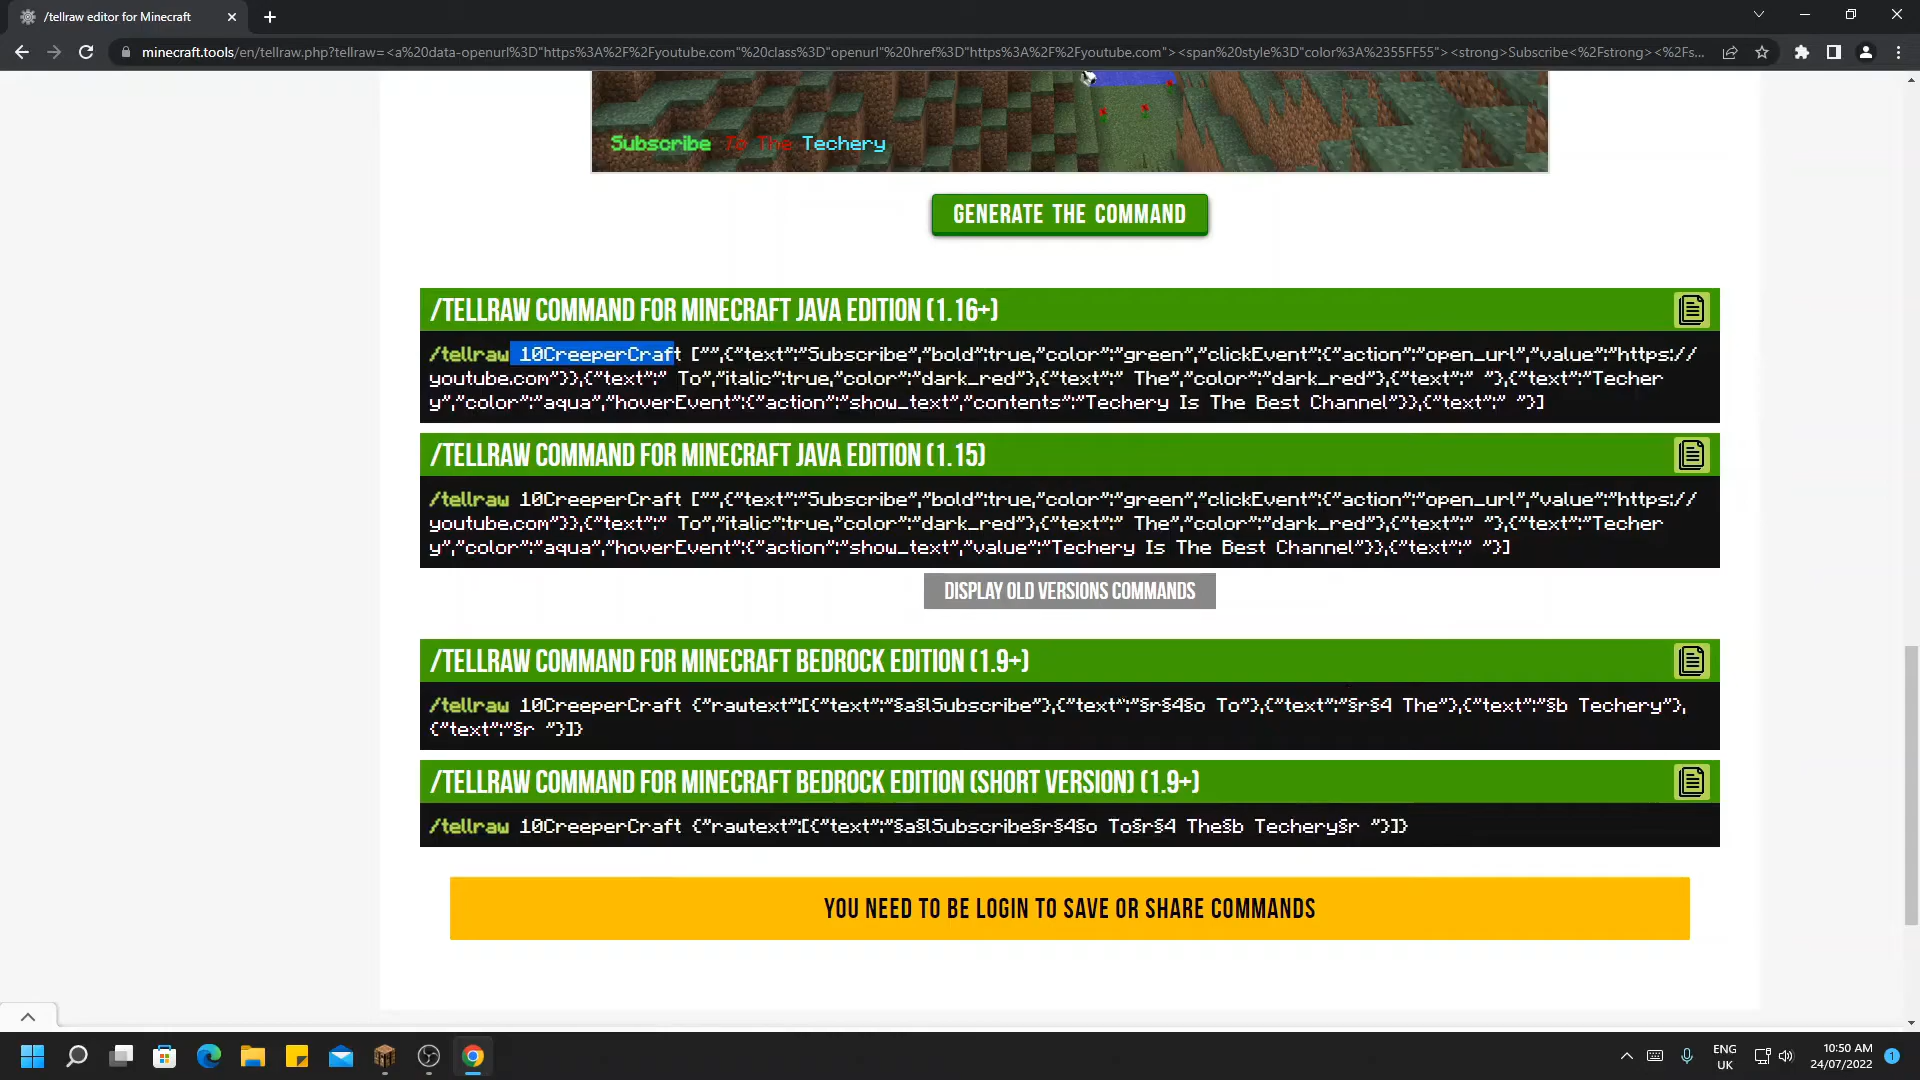 /tellraw editor for Minecraft
minecraft.tools/en/tellraw.php?tellraw=<a%20data-openurl%3D"https%3A%2F%2Fyoutube.com"%20class%3D"openurl"%20href%3D"https%3A%2F%2Fyoutube.com"><span%20style%3D"color%3A%2355FF55"><strong>Subscribe<%2Fstrong><%2Fs...
Subscribe To The Techery
GENERATE THE COMMAND
/TELLRAW COMMAND FOR MINECRAFT JAVA EDITION (1.16+)
/tellraw 10CreeperCraft ["",{"text":"Subscribe","bold":true,"color":"green","clickEvent":{"action":"open_url","value":"https://
youtube.com"}},{"text":" To","italic":true,"color":"dark_red"},{"text":" The","color":"dark_red"},{"text":" "},{"text":"Techer
y","color":"aqua","hoverEvent":{"action":"show_text","contents":"Techery Is The Best Channel"}},{"text":" "}]
/TELLRAW COMMAND FOR MINECRAFT JAVA EDITION (1.15)
/tellraw 10CreeperCraft ["",{"text":"Subscribe","bold":true,"color":"green","clickEvent":{"action":"open_url","value":"https://
youtube.com"}},{"text":" To","italic":true,"color":"dark_red"},{"text":" The","color":"dark_red"},{"text":" "},{"text":"Techer
y","color":"aqua","hoverEvent":{"action":"show_text","value":"Techery Is The Best Channel"}},{"text":" "}]
DISPLAY OLD VERSIONS COMMANDS
/TELLRAW COMMAND FOR MINECRAFT BEDROCK EDITION (1.9+)
/tellraw 10CreeperCraft {"rawtext":[{"text":"§a§lSubscribe"},{"text":"§r§4§o To"},{"text":"§r§4 The"},{"text":"§b Techery"},
{"text":"§r "}]}
/TELLRAW COMMAND FOR MINECRAFT BEDROCK EDITION (SHORT VERSION) (1.9+)
/tellraw 10CreeperCraft {"rawtext":[{"text":"§a§lSubscribe§r§4§o To§r§4 The§b Techery§r "}]}
YOU NEED TO BE LOGIN TO SAVE OR SHARE COMMANDS
ENG
UK
10:50 AM
24/07/2022
1